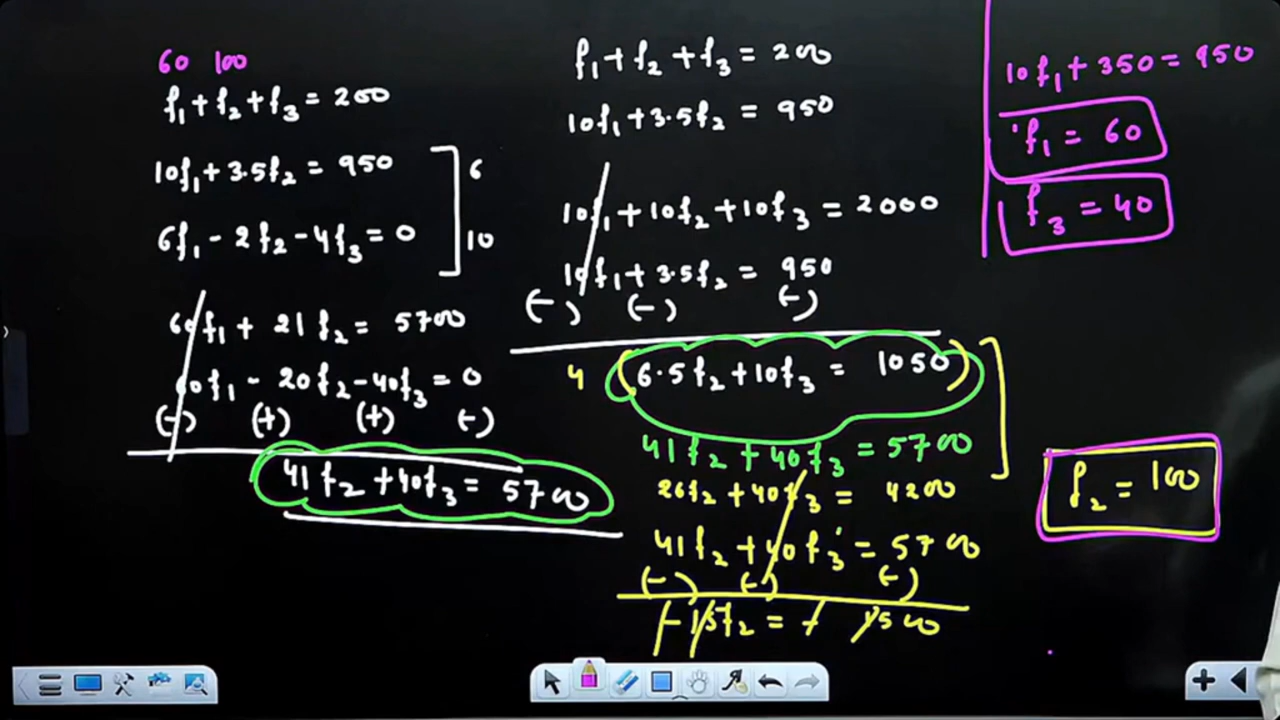 60 100
f₁ + f₂ + f₃ = 200
10f₁ + 3.5f₂ = 950
6f₁ - 2f₂ - 4f₃ = 0
6
10
60f₁ + 21f₂ = 5700
60f₁ - 20f₂ - 40f₃ = 0
(-) (+) (+) (-)
41f₂ + 40f₃ = 5700
f₁ + f₂ + f₃ = 200
10f₁ + 3.5f₂ = 950
10f₁ + 10f₂ + 10f₃ = 2000
10f₁ + 3.5f₂ = 950
(-) (-) (-)
4 (6.5f₂ + 10f₃ = 1050)
41f₂ + 40f₃ = 5700
26f₂ + 40f₃ = 4200
41f₂ + 40f₃ = 5700
(-) (-) (-)
-15f₂ = -1500
10f₁ + 350 = 950
f₁ = 60
f₃ = 40
f₂ = 100